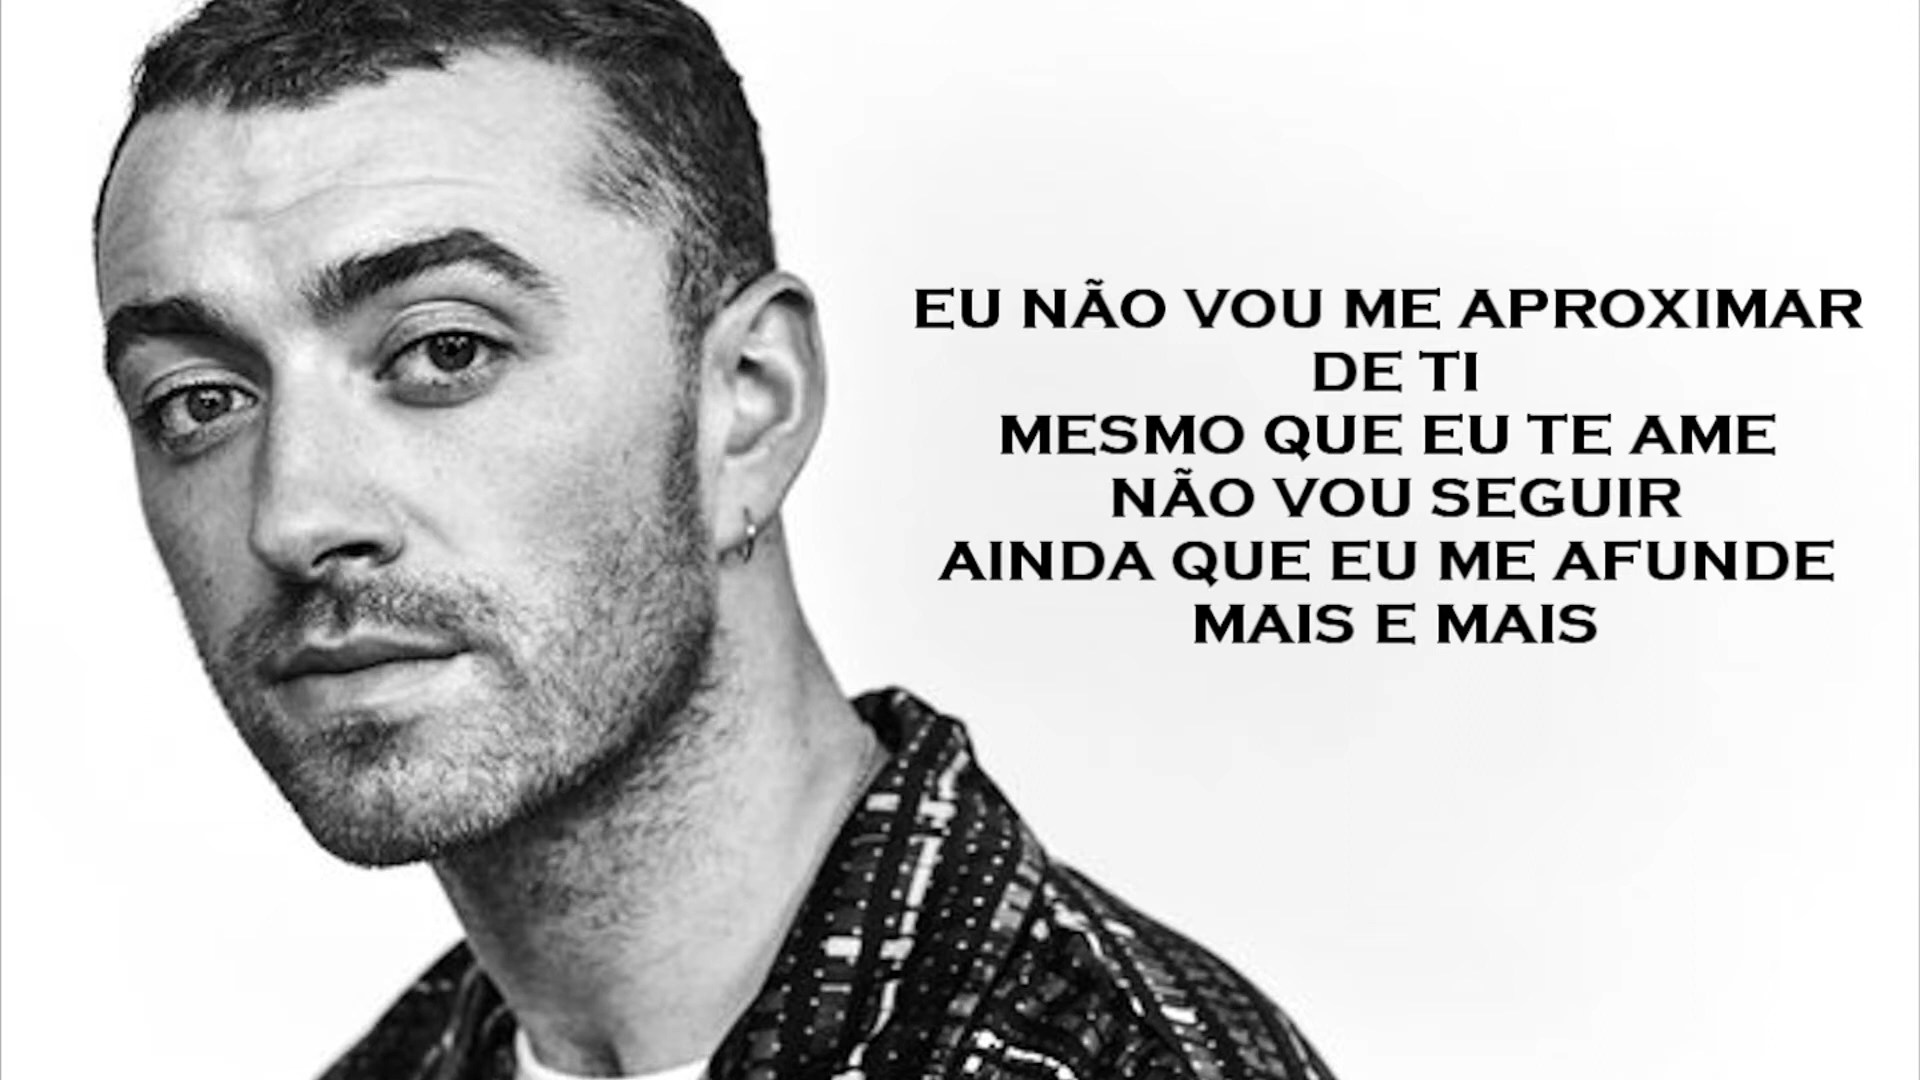 EU NÃO VOU ME APROXIMAR
DE TI
MESMO QUE EU TE AME
NÃO VOU SEGUIR
AINDA QUE EU ME AFUNDE
MAIS E MAIS